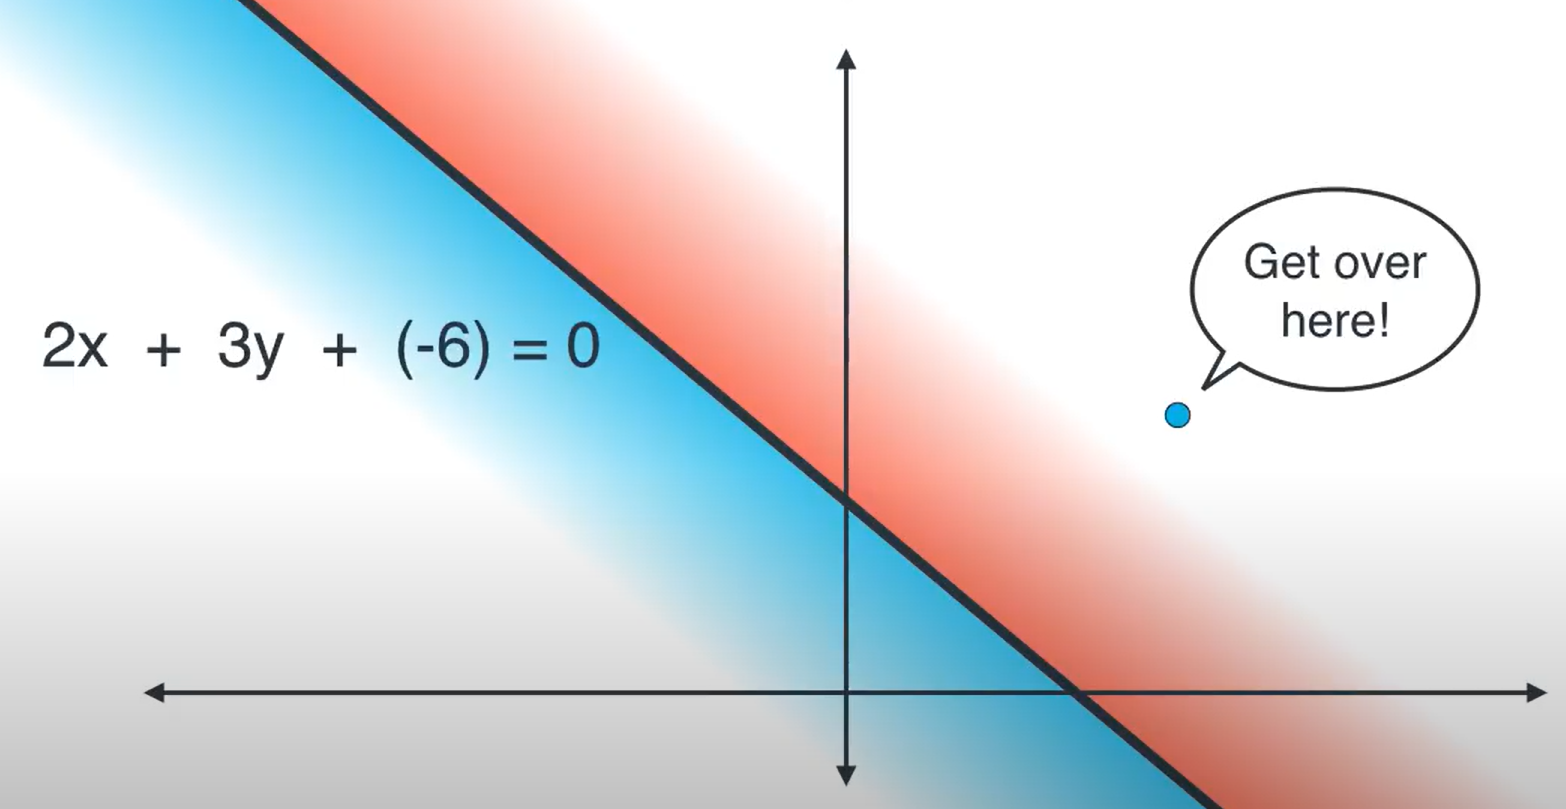 Get over
here!
2x + 3y + (-6) = 0